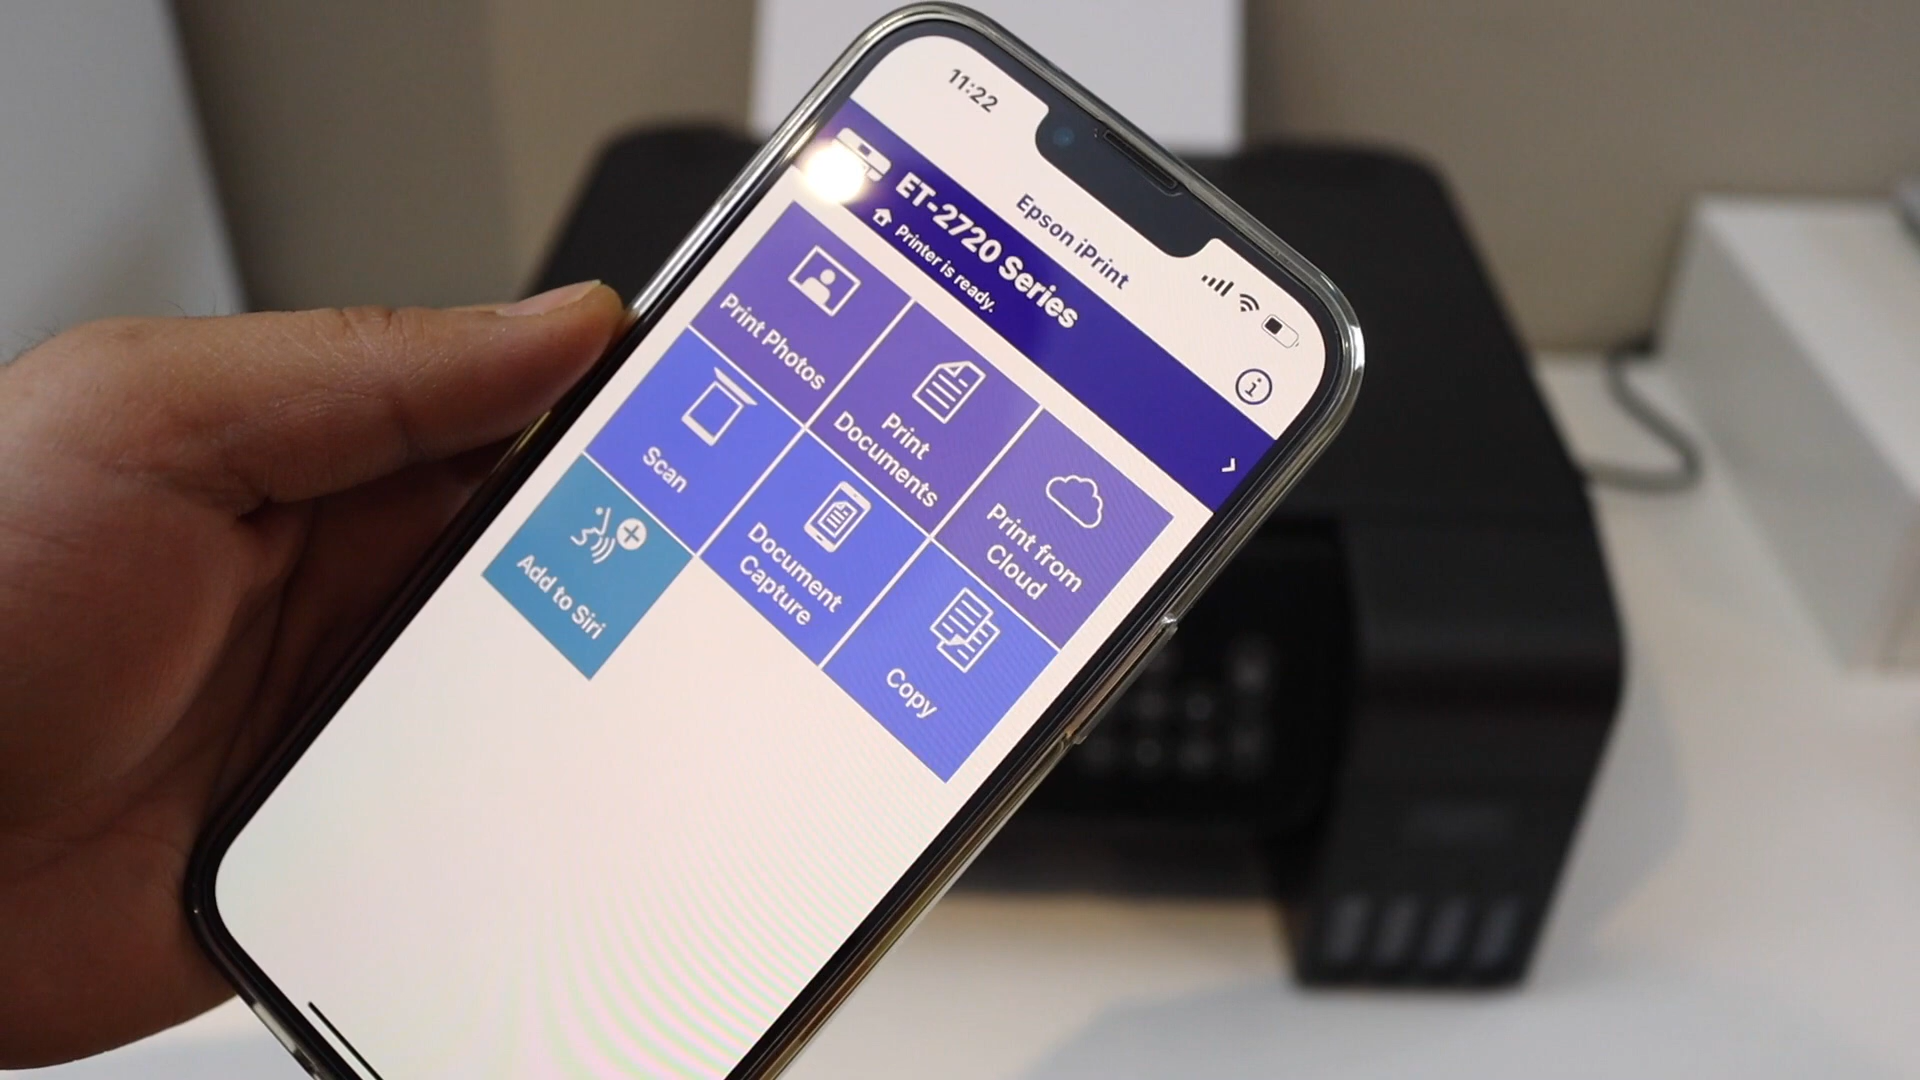 11:22
Epson iPrint
ET-2720 Series
Printer is ready.
Print Photos
Print
Documents
Print from
Cloud
Scan
Document
Capture
Copy
Add to Siri